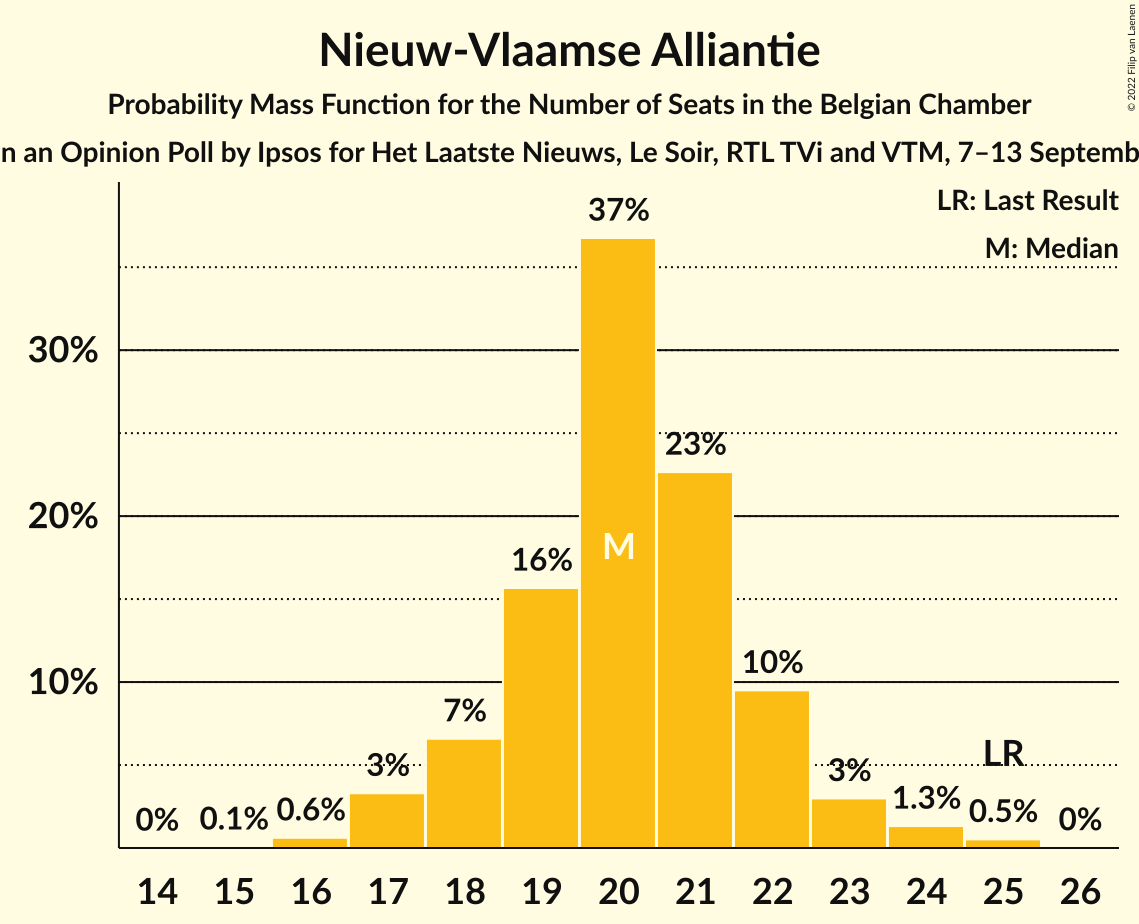 Nieuw-Vlaamse Alliantie
Probability Mass Function for the Number of Seats in the Belgian Chamber
n an Opinion Poll by Ipsos for Het Laatste Nieuws, Le Soir, RTL TVi and VTM, 7–13 Septemb
© 2022 Filip van Laenen
LR: Last Result
M: Median
37%
30%
23%
20%
M
16%
10%
10%
7%
LR
3%
3%
1.3%
0.5%
0.6%
0.1%
0%
0%
14 15 16 17 18 19 20 21 22 23 24 25 26